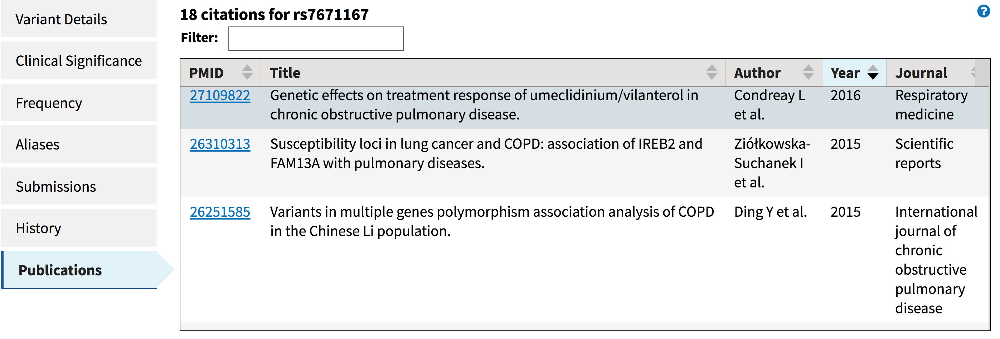 Variant Details
Clinical Significance
Frequency
Aliases
Submissions
History
Publications
18 citations for rs7671167
?
Filter:
PMID Title Author Year Journal
27109822 Genetic effects on treatment response of umeclidinium/vilanterol in Condreay L 2016 Respiratory
chronic obstructive pulmonary disease. et al. medicine
26310313 Susceptibility loci in lung cancer and COPD: association of IREB2 and Ziółkowska- 2015 Scientific
FAM13A with pulmonary diseases. Suchanek I reports
et al.
26251585 Variants in multiple genes polymorphism association analysis of COPD Ding Y et al. 2015 International
in the Chinese Li population. journal of
chronic
obstructive
pulmonary
disease